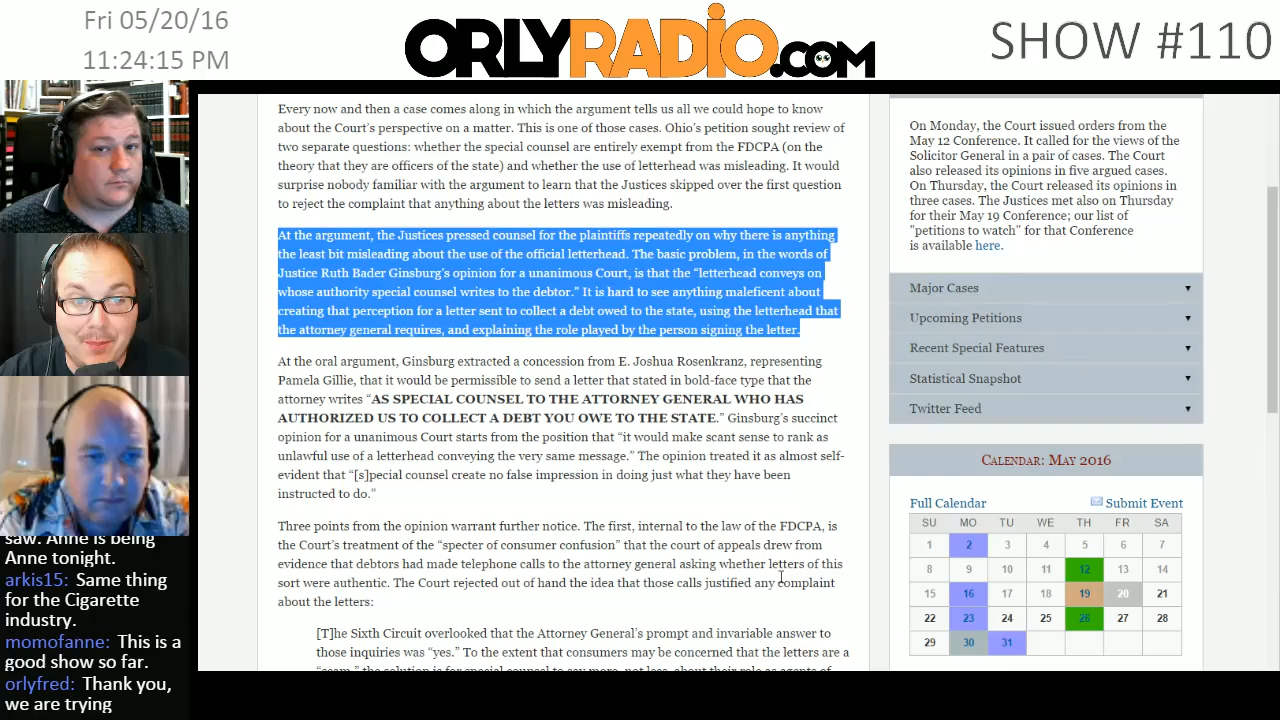 Fri 05/20/16
11:24:15 PM
ORLYRADIO.COM
SHOW #110
saw. Anne is being
Anne tonight.
arkis15: Same thing
for the Cigarette
industry.
momofanne: This is a
good show so far.
orlyfred: Thank you,
we are trying
Every now and then a case comes along in which the argument tells us all we could hope to know
about the Court's perspective on a matter. This is one of those cases. Ohio's petition sought review of
two separate questions: whether the special counsel are entirely exempt from the FDCPA (on the
theory that they are officers of the state) and whether the use of letterhead was misleading. It would
surprise nobody familiar with the argument to learn that the Justices skipped over the first question
to reject the complaint that anything about the letters was misleading.
At the argument, the Justices pressed counsel for the plaintiffs repeatedly on why there is anything
the least bit misleading about the use of the official letterhead. The basic problem, in the words of
Justice Ruth Bader Ginsburg's opinion for a unanimous Court, is that the "letterhead conveys on
whose authority special counsel writes to the debtor." It is hard to see anything maleficent about
creating that perception for a letter sent to collect a debt owed to the state, using the letterhead that
the attorney general requires, and explaining the role played by the person signing the letter.
At the oral argument, Ginsburg extracted a concession from E. Joshua Rosenkranz, representing
Pamela Gillie, that it would be permissible to send a letter that stated in bold-face type that the
attorney writes "AS SPECIAL COUNSEL TO THE ATTORNEY GENERAL WHO HAS
AUTHORIZED US TO COLLECT A DEBT YOU OWE TO THE STATE." Ginsburg's succinct
opinion for a unanimous Court starts from the position that "it would make scant sense to rank as
unlawful use of a letterhead conveying the very same message." The opinion treated it as almost self-
evident that "[s]pecial counsel create no false impression in doing just what they have been
instructed to do."
Three points from the opinion warrant further notice. The first, internal to the law of the FDCPA, is
the Court's treatment of the "specter of consumer confusion" that the court of appeals drew from
evidence that debtors had made telephone calls to the attorney general asking whether letters of this
sort were authentic. The Court rejected out of hand the idea that those calls justified any complaint
about the letters:
[T]he Sixth Circuit overlooked that the Attorney General's prompt and invariable answer to
those inquiries was "yes." To the extent that consumers may be concerned that the letters are a
"scam," the solution is for special counsel to say more, not less, about their role as agents of
On Monday, the Court issued orders from the
May 12 Conference. It called for the views of the
Solicitor General in a pair of cases. The Court
also released its opinions in five argued cases.
On Thursday, the Court released its opinions in
three cases. The Justices met also on Thursday
for their May 19 Conference; our list of
"petitions to watch" for that Conference
is available here.
Major Cases
Upcoming Petitions
Recent Special Features
Statistical Snapshot
Twitter Feed
CALENDAR: MAY 2016
Full Calendar Submit Event
SU MO TU WE TH FR SA
1 2 3 4 5 6 7
8 9 10 11 12 13 14
15 16 17 18 19 20 21
22 23 24 25 26 27 28
29 30 31